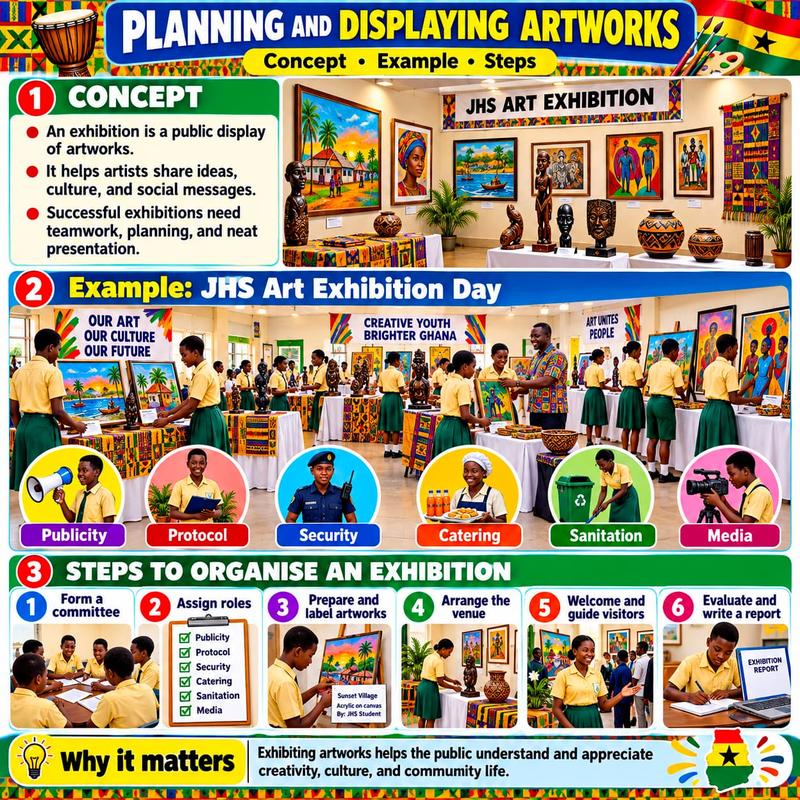 PLANNING AND DISPLAYING ARTWORKS
Concept • Example • Steps
1 CONCEPT
An exhibition is a public display
of artworks.
It helps artists share ideas,
culture, and social messages.
Successful exhibitions need
teamwork, planning, and neat
presentation.
JHS ART EXHIBITION
2 Example: JHS Art Exhibition Day
OUR ART
OUR CULTURE
OUR FUTURE
CREATIVE YOUTH
BRIGHTER GHANA
ART UNITES
PEOPLE
Publicity
Protocol
Security
Catering
Sanitation
Media
3 STEPS TO ORGANISE AN EXHIBITION
1 Form a
committee
2 Assign roles
Publicity
Protocol
Security
Catering
Sanitation
Media
3 Prepare and
label artworks
Sunset Village
Acrylic on canvas
By: JHS Student
4 Arrange the
venue
5 Welcome and
guide visitors
6 Evaluate and
write a report
EXHIBITION
REPORT
Why it matters
Exhibiting artworks helps the public understand and appreciate
creativity, culture, and community life.